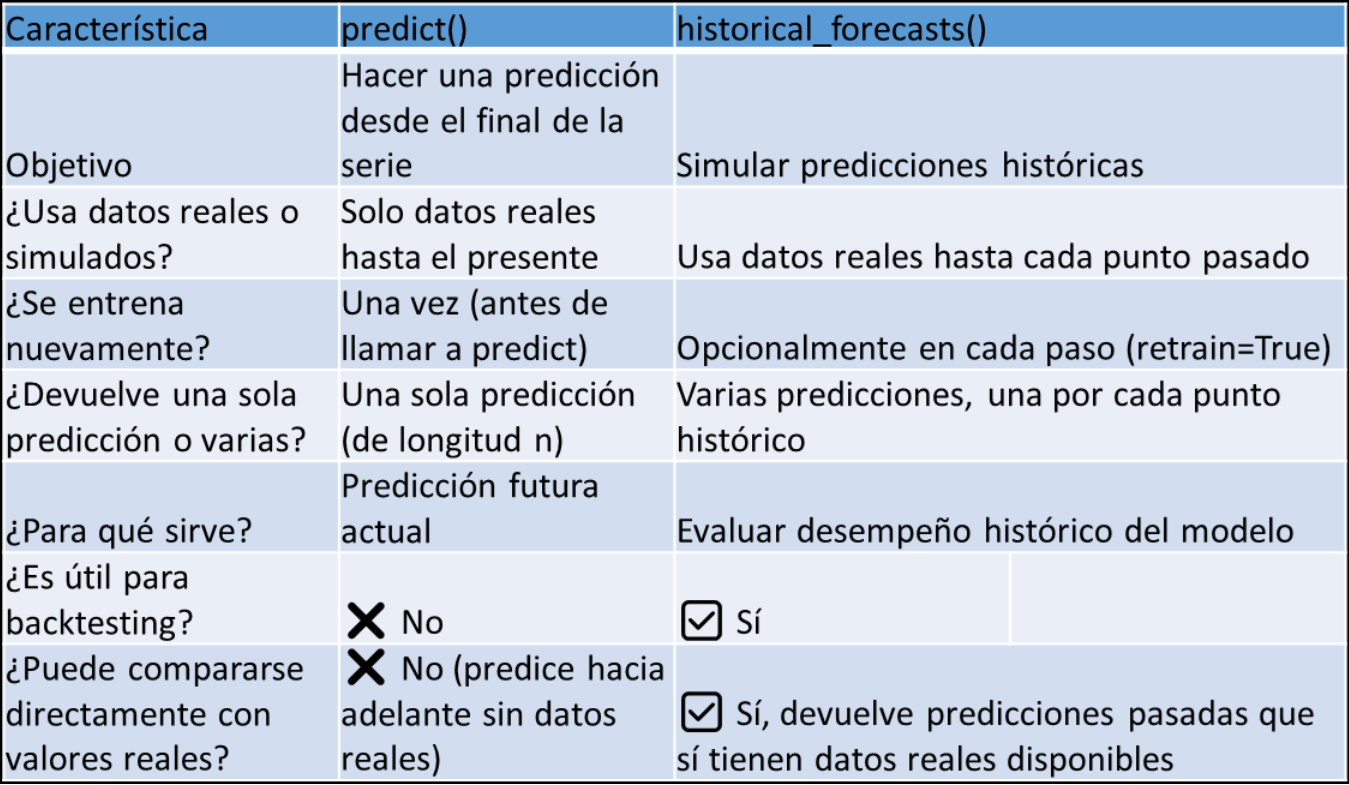 Característica
predict()
historical_forecasts()
Objetivo
Hacer una predicción
desde el final de la
serie
Simular predicciones históricas
¿Usa datos reales o
simulados?
Solo datos reales
hasta el presente
Usa datos reales hasta cada punto pasado
¿Se entrena
nuevamente?
Una vez (antes de
llamar a predict)
Opcionalmente en cada paso (retrain=True)
¿Devuelve una sola
predicción o varias?
Una sola predicción
(de longitud n)
Varias predicciones, una por cada punto
histórico
¿Para qué sirve?
Predicción futura
actual
Evaluar desempeño histórico del modelo
¿Es útil para
backtesting?
❌ No
☑ Sí
¿Puede compararse
directamente con
valores reales?
❌ No (predice hacia
adelante sin datos
reales)
☑ Sí, devuelve predicciones pasadas que
sí tienen datos reales disponibles